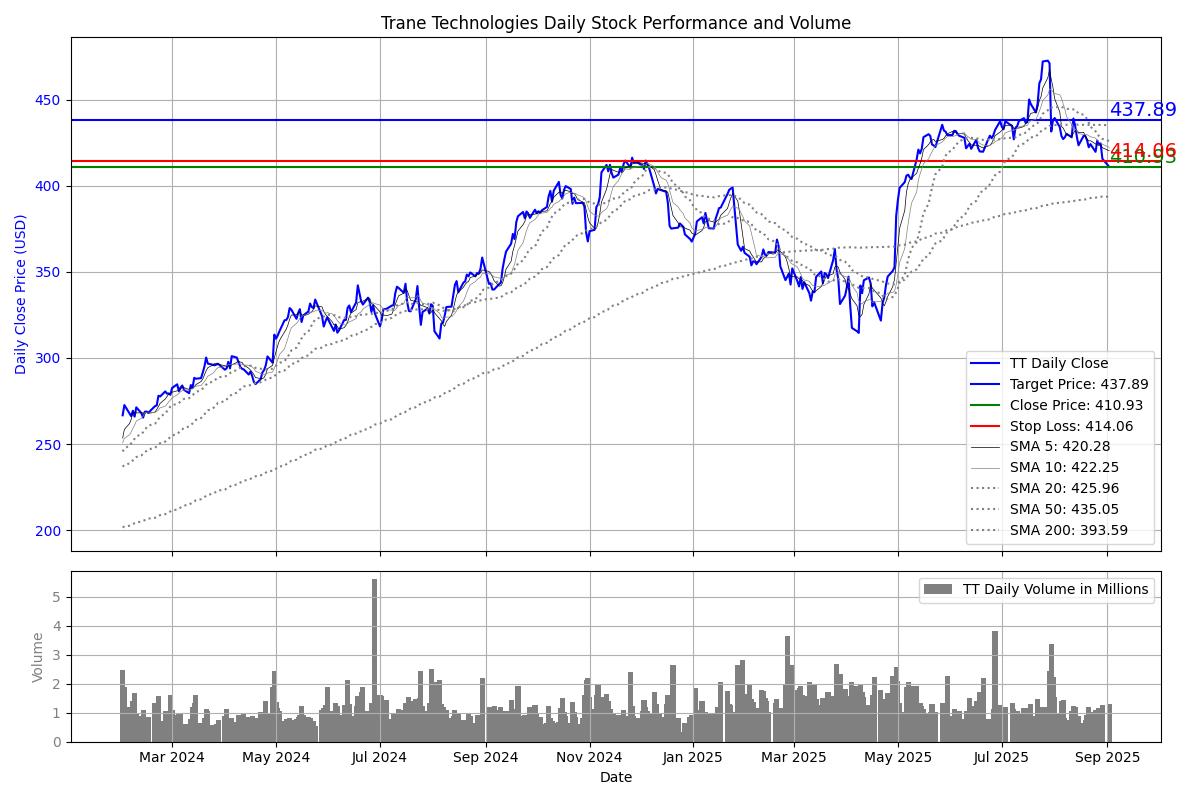 Trane Technologies Daily Stock Performance and Volume
Daily Close Price (USD)
450
400
350
300
250
200
437.89
414.06
410.93
TT Daily Close
Target Price: 437.89
Close Price: 410.93
Stop Loss: 414.06
SMA 5: 420.28
SMA 10: 422.25
SMA 20: 425.96
SMA 50: 435.05
SMA 200: 393.59
Volume
5
4
3
2
1
0
TT Daily Volume in Millions
Mar 2024
May 2024
Jul 2024
Sep 2024
Nov 2024
Jan 2025
Mar 2025
May 2025
Jul 2025
Sep 2025
Date